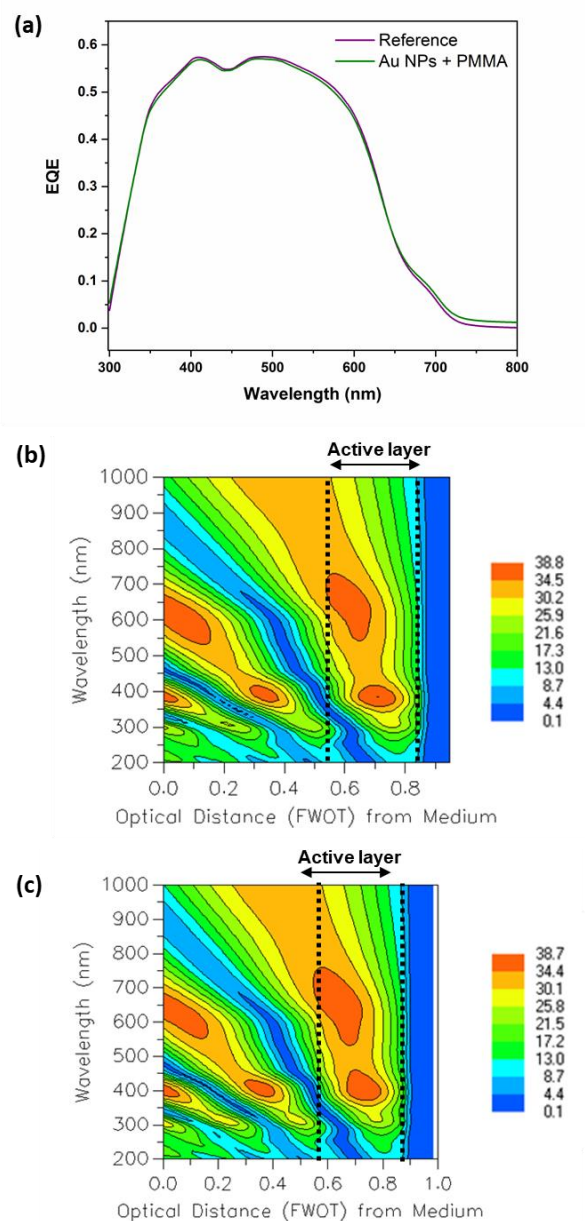 (a)
0.6
0.5
0.4
0.3
0.2
0.1
0.0
EQE
Reference
Au NPs + PMMA
300 400 500 600 700 800
Wavelength (nm)
(b)
Active layer
1000
900
800
700
600
500
400
300
200
Wavelength (nm)
0.0 0.2 0.4 0.6 0.8
Optical Distance (FWOT) from Medium
38.8
34.5
30.2
25.9
21.6
17.3
13.0
8.7
4.4
0.1
(c)
Active layer
1000
900
800
700
600
500
400
300
200
Wavelength (nm)
0.0 0.2 0.4 0.6 0.8 1.0
Optical Distance (FWOT) from Medium
38.7
34.4
30.1
25.8
21.5
17.2
13.0
8.7
4.4
0.1